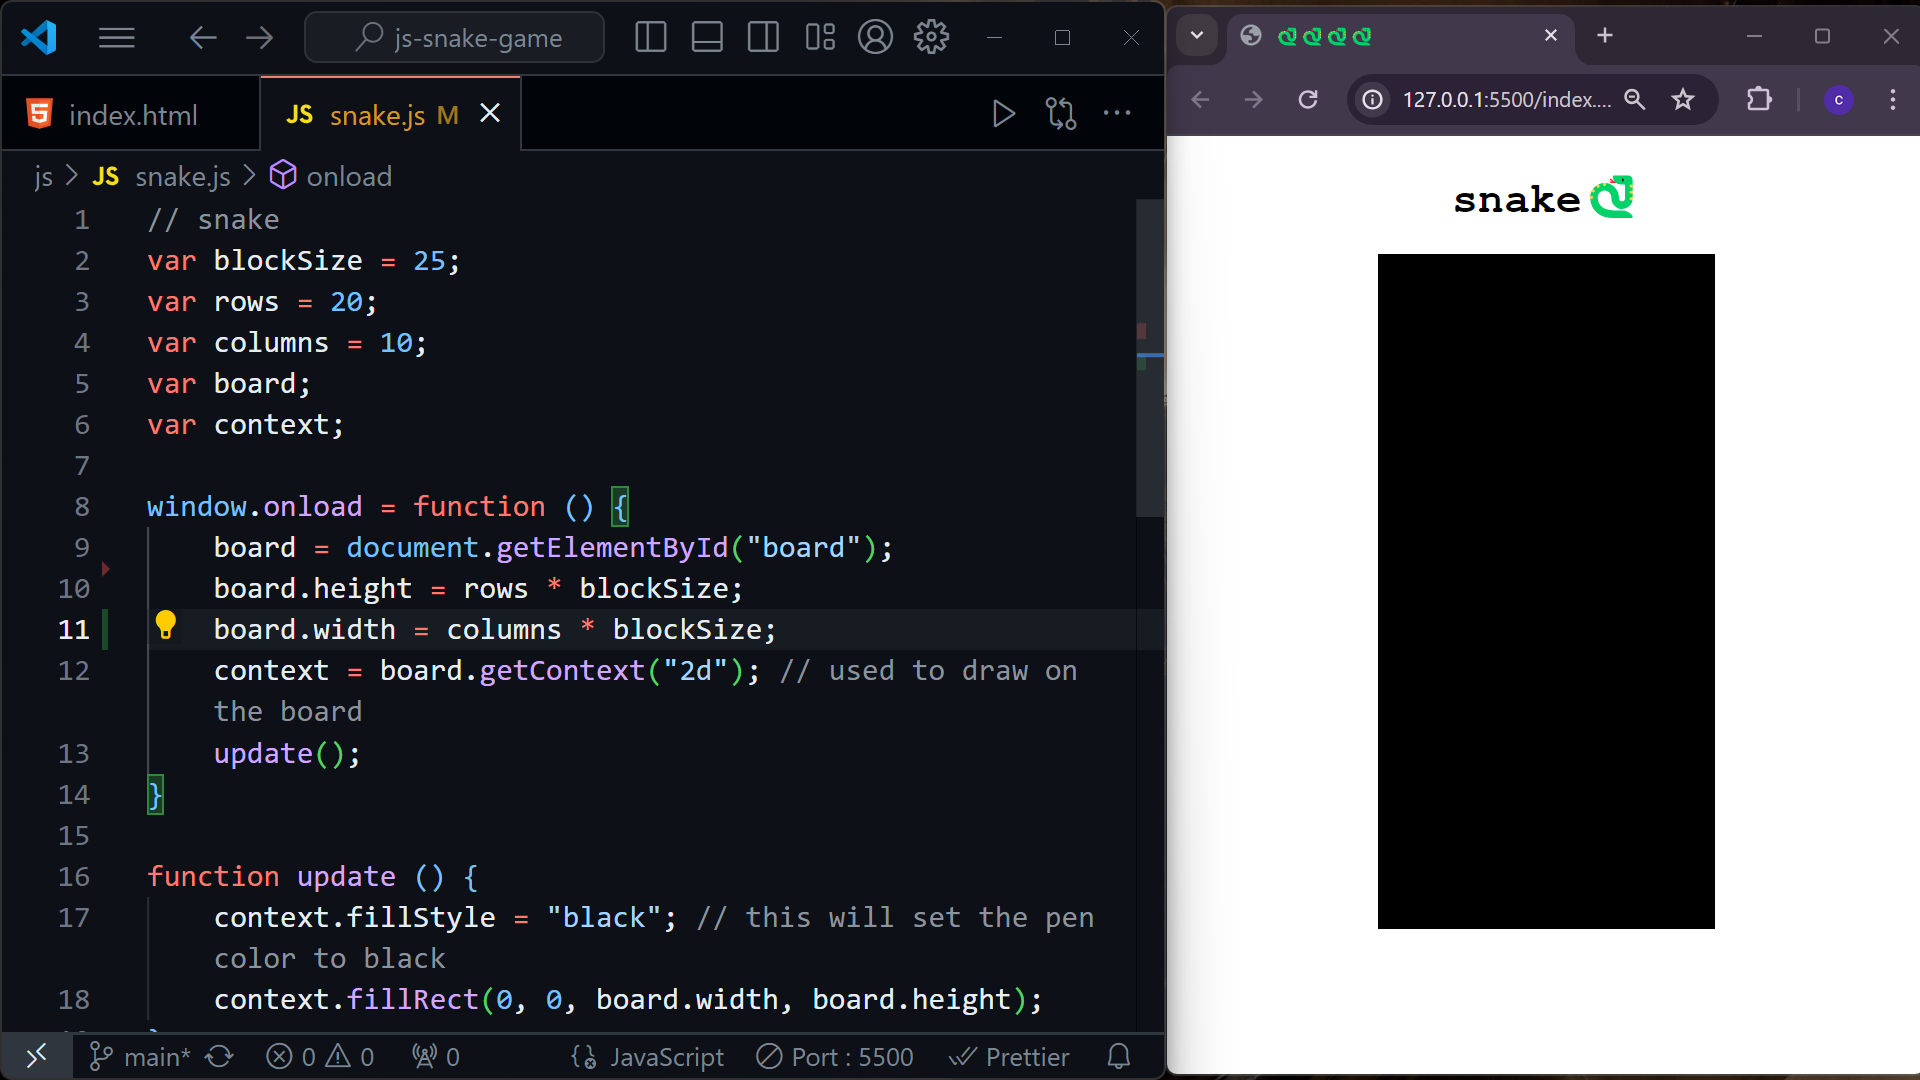 js-snake-game
index.html
JS snake.js M
js > JS snake.js > onload
1 // snake
2 var blockSize = 25;
3 var rows = 20;
4 var columns = 10;
5 var board;
6 var context;
7
8 window.onload = function () {
9 board = document.getElementById("board");
10 board.height = rows * blockSize;
11 board.width = columns * blockSize;
12 context = board.getContext("2d"); // used to draw on
the board
13 update();
14 }
15
16 function update () {
17 context.fillStyle = "black"; // this will set the pen
color to black
18 context.fillRect(0, 0, board.width, board.height);
main* 0 0 0 JavaScript Port : 5500 Prettier
127.0.0.1:5500/index....
c
snake